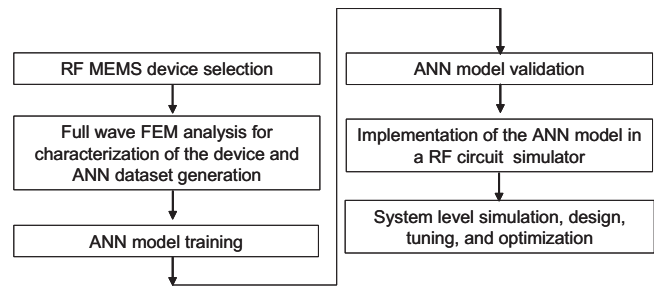 RF MEMS device selection
Full wave FEM analysis for
characterization of the device and
ANN dataset generation
ANN model training
ANN model validation
Implementation of the ANN model in
a RF circuit simulator
System level simulation, design,
tuning, and optimization